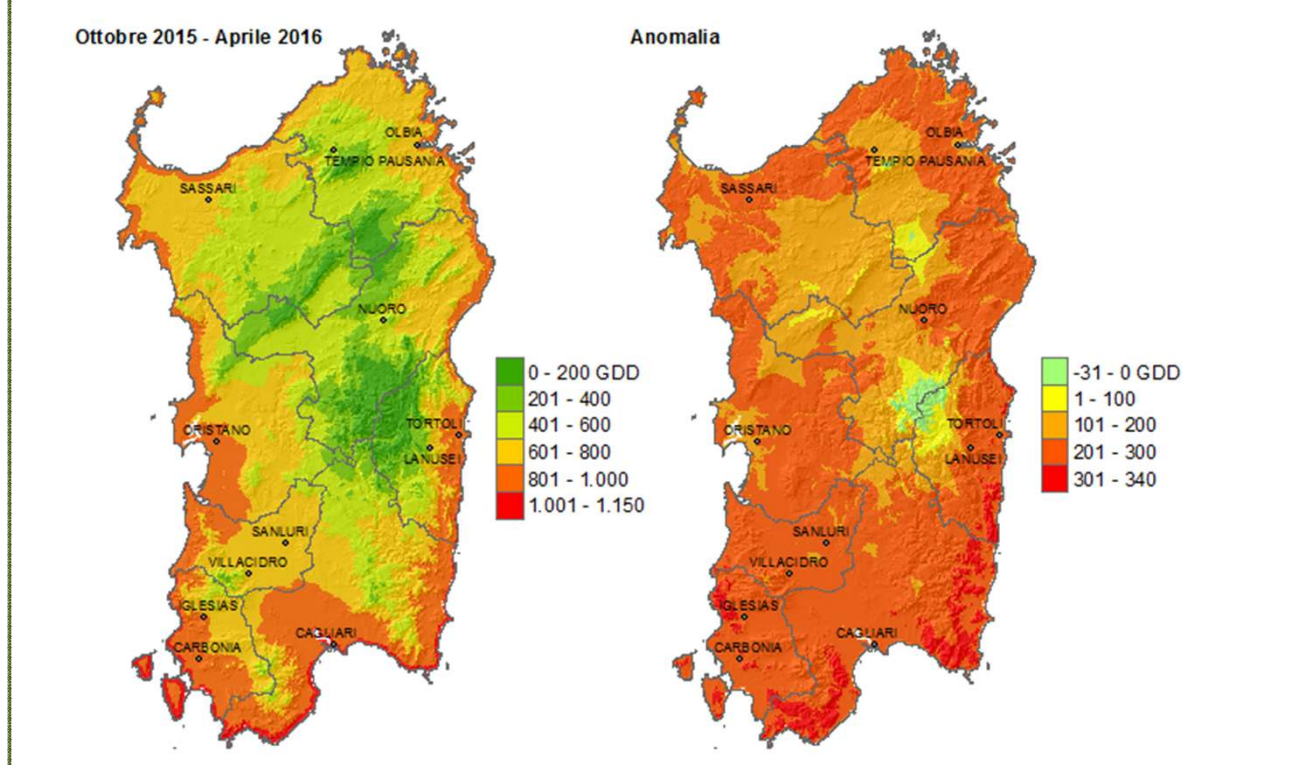 Ottobre 2015 - Aprile 2016
OLBIA
TEMPIO PAUSANIA
SASSARI
NUORO
ORISTANO
TORTOLI
LANUSEI
SANLURI
VILLACIDRO
IGLESIAS
CAGLIARI
CARBONIA
0 - 200 GDD
201 - 400
401 - 600
601 - 800
801 - 1.000
1.001 - 1.150
Anomalia
OLBIA
TEMPIO PAUSANIA
SASSARI
NUORO
ORISTANO
TORTOLI
LANUSEI
SANLURI
VILLACIDRO
IGLESIAS
CAGLIARI
CARBONIA
-31 - 0 GDD
1 - 100
101 - 200
201 - 300
301 - 340